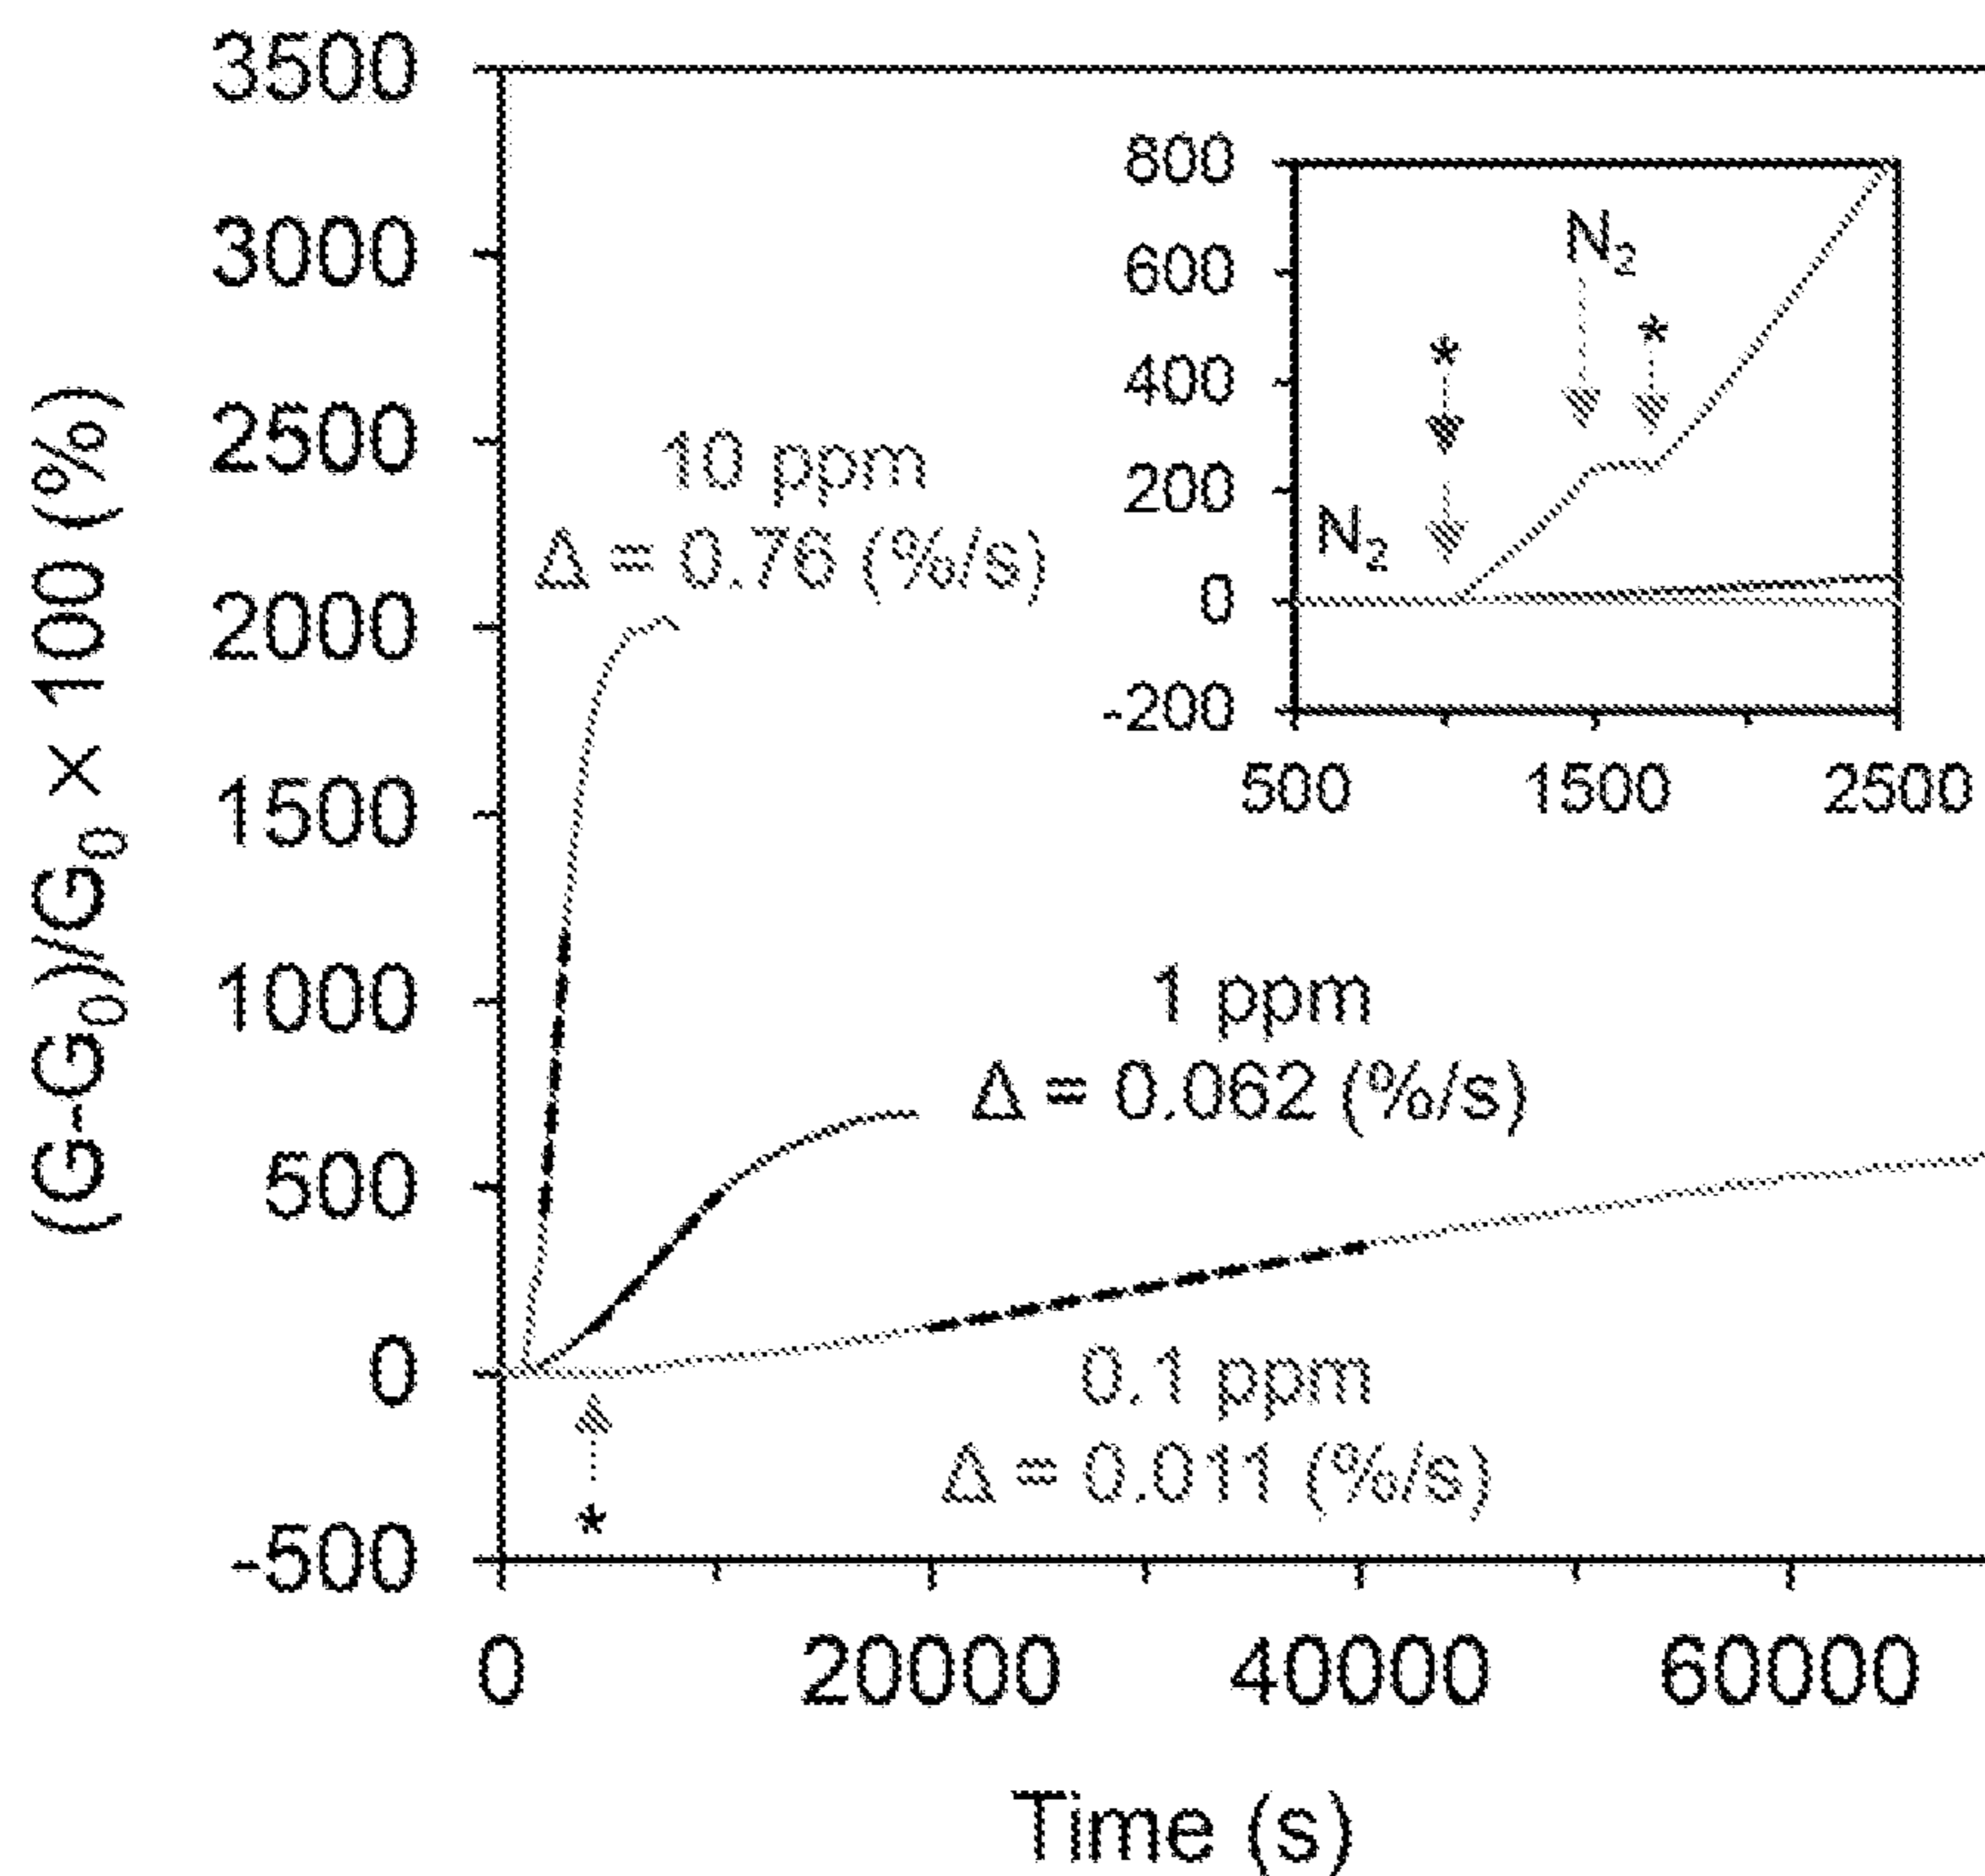 (G-G₀)/G₀ × 100 (%)
3500
3000
2500
2000
1500
1000
500
0
-500
10 ppm
Δ = 0.76 (%/s)
1 ppm
Δ = 0.062 (%/s)
0.1 ppm
Δ = 0.011 (%/s)
*
800
600
400
200
0
-200
N₂
*
*
N₂
500 1500 2500
0 20000 40000 60000
Time (s)